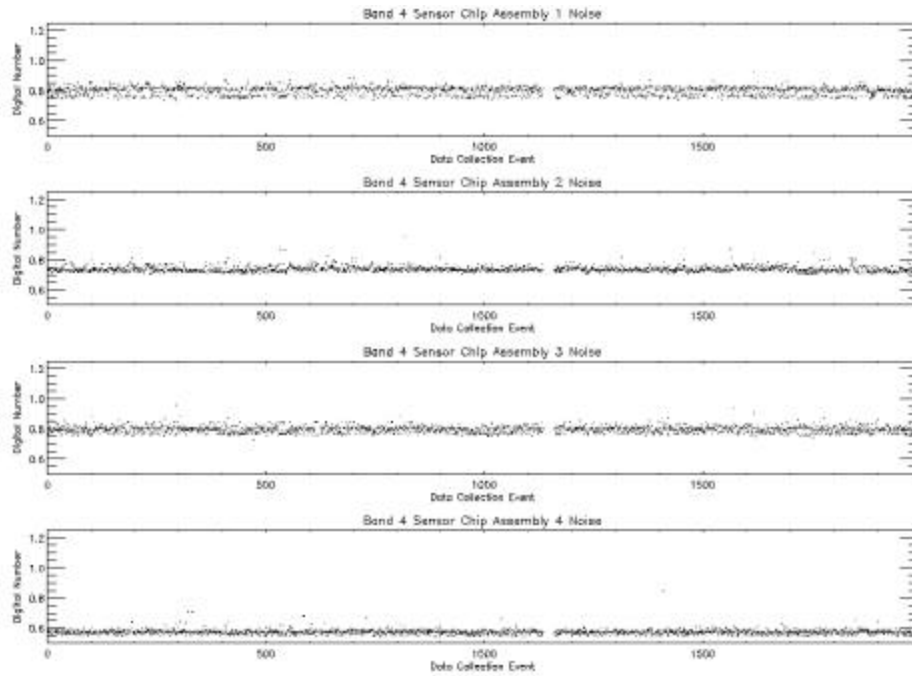 Band 4 Sensor Chip Assembly 1 Noise
Digital Number
1.2
1.0
0.8
0.6
0 500 1000 1500
Data Collection Event
Band 4 Sensor Chip Assembly 2 Noise
Digital Number
1.2
1.0
0.8
0.6
0 500 1000 1500
Data Collection Event
Band 4 Sensor Chip Assembly 3 Noise
Digital Number
1.2
1.0
0.8
0.6
0 500 1000 1500
Data Collection Event
Band 4 Sensor Chip Assembly 4 Noise
Digital Number
1.2
1.0
0.8
0.6
0 500 1000 1500
Data Collection Event